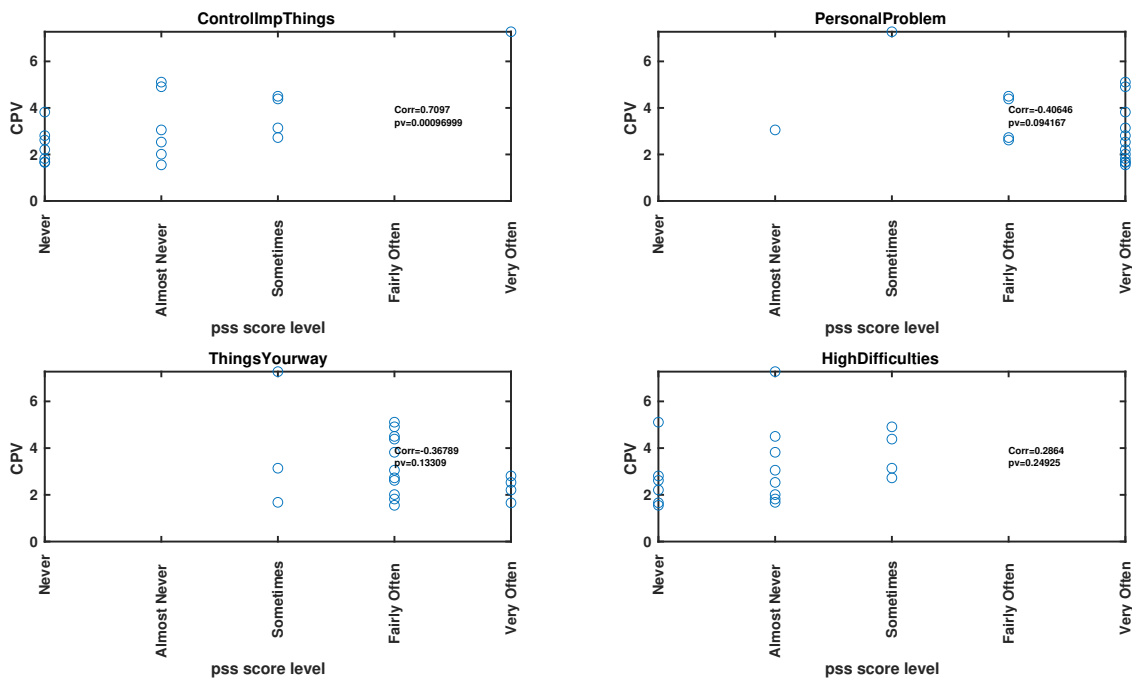 ControlImpThings
CPV
6
4
2
0
Corr=0.7097
pv=0.00096999
Never
Almost Never
Sometimes
Fairly Often
Very Often
pss score level
PersonalProblem
CPV
6
4
2
0
Corr=-0.40646
pv=0.094167
Never
Almost Never
Sometimes
Fairly Often
Very Often
pss score level
ThingsYourway
CPV
6
4
2
0
Corr=-0.36789
pv=0.13309
Never
Almost Never
Sometimes
Fairly Often
Very Often
pss score level
HighDifficulties
CPV
6
4
2
0
Corr=0.2864
pv=0.24925
Never
Almost Never
Sometimes
Fairly Often
Very Often
pss score level